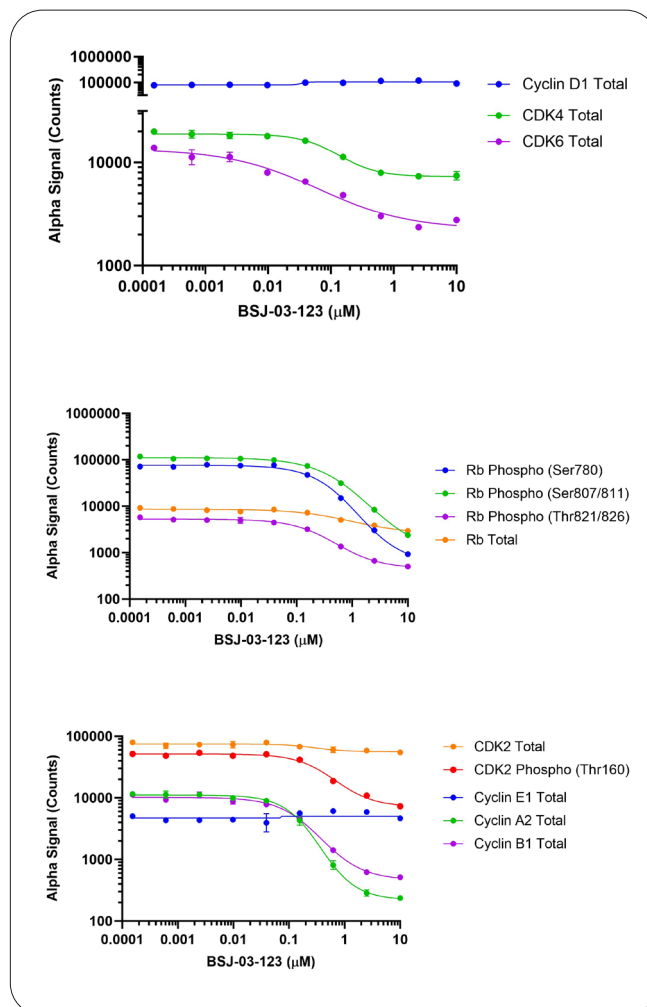 1000000
100000
10000
1000
Alpha Signal (Counts)
0.0001 0.001 0.01 0.1 1 10
BSJ-03-123 (μM)
Cyclin D1 Total
CDK4 Total
CDK6 Total
1000000
100000
10000
1000
100
Alpha Signal (Counts)
0.0001 0.001 0.01 0.1 1 10
BSJ-03-123 (μM)
Rb Phospho (Ser780)
Rb Phospho (Ser807/811)
Rb Phospho (Thr821/826)
Rb Total
100000
10000
1000
100
Alpha Signal (Counts)
0.0001 0.001 0.01 0.1 1 10
BSJ-03-123 (μM)
CDK2 Total
CDK2 Phospho (Thr160)
Cyclin E1 Total
Cyclin A2 Total
Cyclin B1 Total